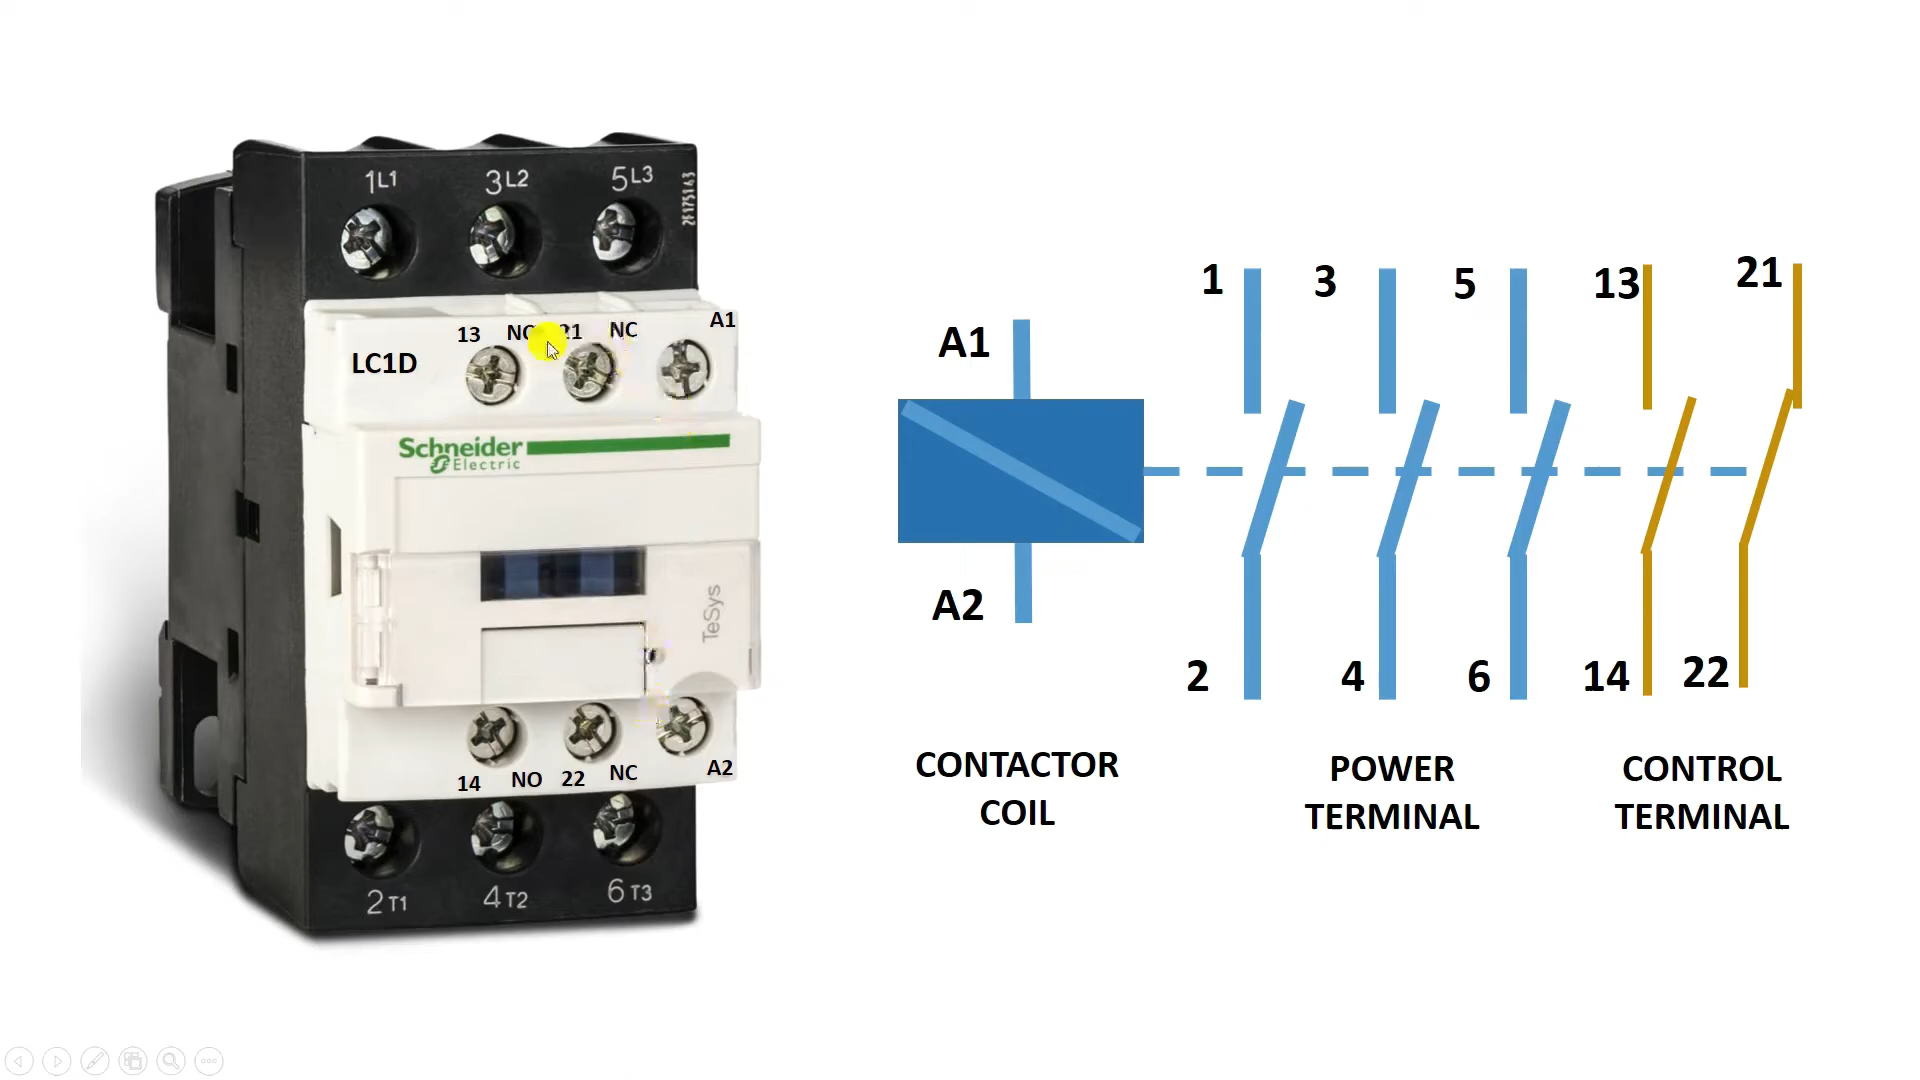 1L1 3L2 5L3
2F175143
13 NO 21 NC A1
LC1D
Schneider
Electric
TeSys
14 NO 22 NC A2
2T1 4T2 6T3
A1
A2
1 3 5 13 21
2 4 6 14 22
CONTACTOR
COIL
POWER
TERMINAL
CONTROL
TERMINAL